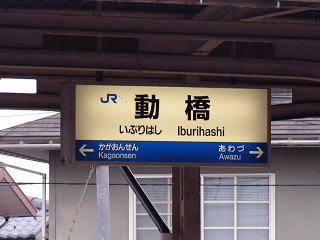 JR 動橋
いぶりはし Iburihashi
← かがおんせん あわづ →
Kagaonsen Awazu